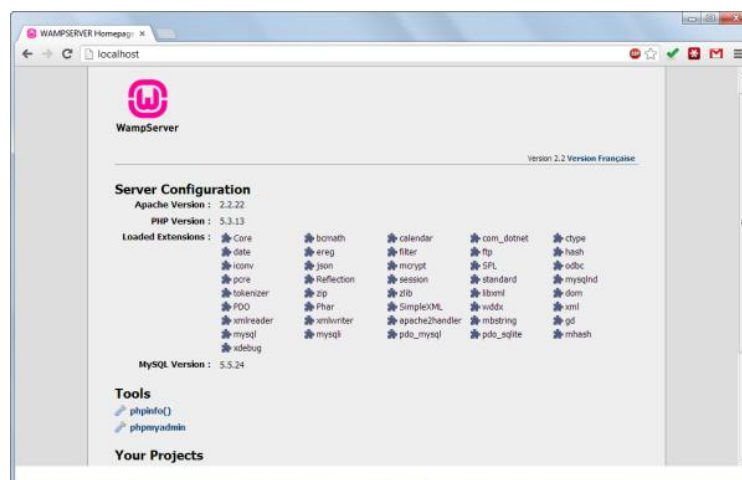 WAMPSERVER Homepage
localhost
WampServer
Version 2.2 Version Française
Server Configuration
Apache Version : 2.2.22
PHP Version : 5.3.13
Loaded Extensions : Core bcmath calendar com_dotnet ctype
date ereg filter ftp hash
iconv json mcrypt SPL odbc
pcre Reflection session standard mysqlnd
tokenizer zip zlib libxml dom
PDO Phar SimpleXML wddx xml
xmlreader xmlwriter apache2handler mbstring gd
mysql mysqli pdo_mysql pdo_sqlite mhash
xdebug
MySQL Version : 5.5.24
Tools
phpinfo()
phpmyadmin
Your Projects